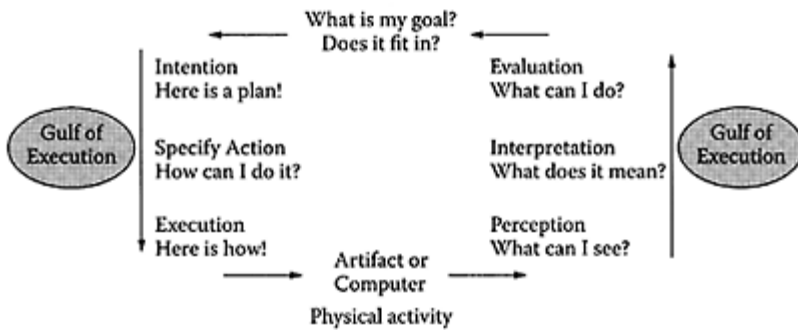 What is my goal?
Does it fit in?
Intention
Here is a plan!
Evaluation
What can I do?
Gulf of
Execution
Specify Action
How can I do it?
Interpretation
What does it mean?
Gulf of
Execution
Execution
Here is how!
Perception
What can I see?
Artifact or
Computer
Physical activity